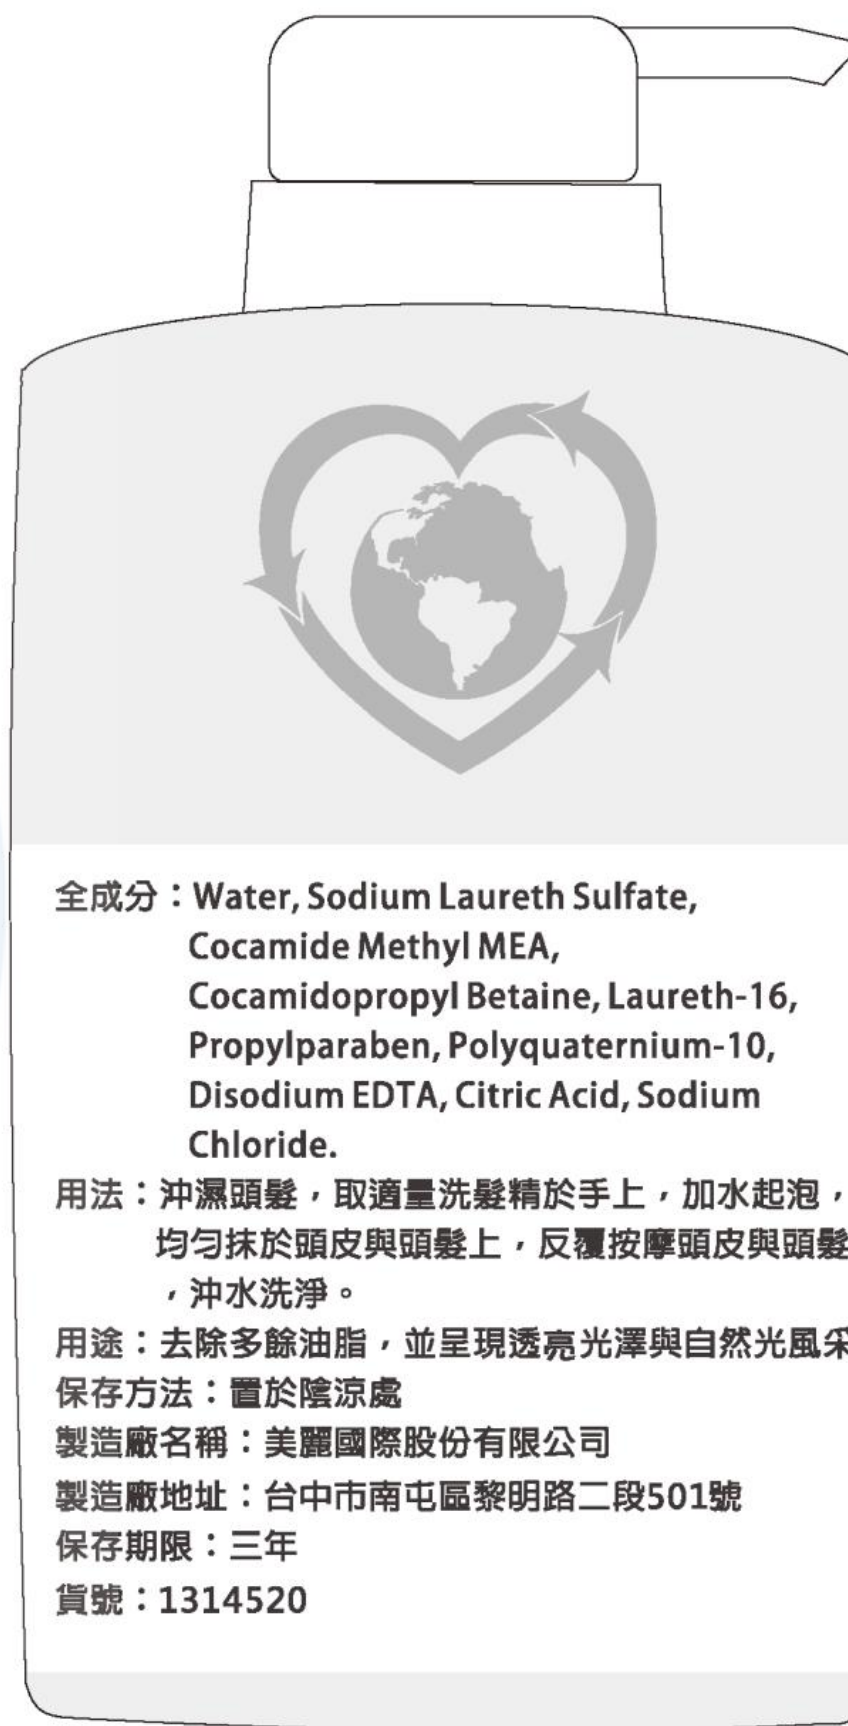 全成分：Water, Sodium Laureth Sulfate,
Cocamide Methyl MEA,
Cocamidopropyl Betaine, Laureth-16,
Propylparaben, Polyquaternium-10,
Disodium EDTA, Citric Acid, Sodium
Chloride.
用法：沖濕頭髮，取適量洗髮精於手上，加水起泡，
均勻抹於頭皮與頭髮上，反覆按摩頭皮與頭髮
，沖水洗淨。
用途：去除多餘油脂，並呈現透亮光澤與自然光風采
保存方法：置於陰涼處
製造廠名稱：美麗國際股份有限公司
製造廠地址：台中市南屯區黎明路二段501號
保存期限：三年
貨號：1314520